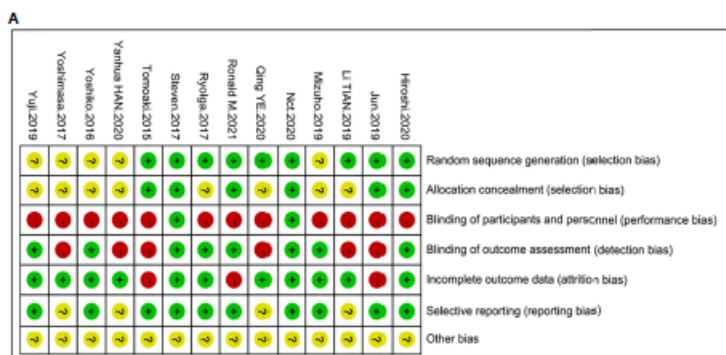 A
Yuji.2019
Yoshimasa.2017
Yoshiko.2016
Yanhua HAN.2020
Tomoaki.2015
Steven.2017
Ryolga.2017
Ronald M.2021
Qing YE.2020
Nct.2020
Mizuho.2019
Li TIAN.2019
Jun.2019
Hiroshi.2020
? ? ? ? + + + + + + ? + + + Random sequence generation (selection bias)
? ? ? ? + + ? + ? + ? ? + + Allocation concealment (selection bias)
- - - - - + - - - + - - - - Blinding of participants and personnel (performance bias)
+ - + - - + + + - + + - - + Blinding of outcome assessment (detection bias)
+ + + + - + + - + + + + - + Incomplete outcome data (attrition bias)
+ ? + ? + + + + ? + + ? + + Selective reporting (reporting bias)
? ? ? ? ? ? ? ? ? ? ? ? ? ? Other bias